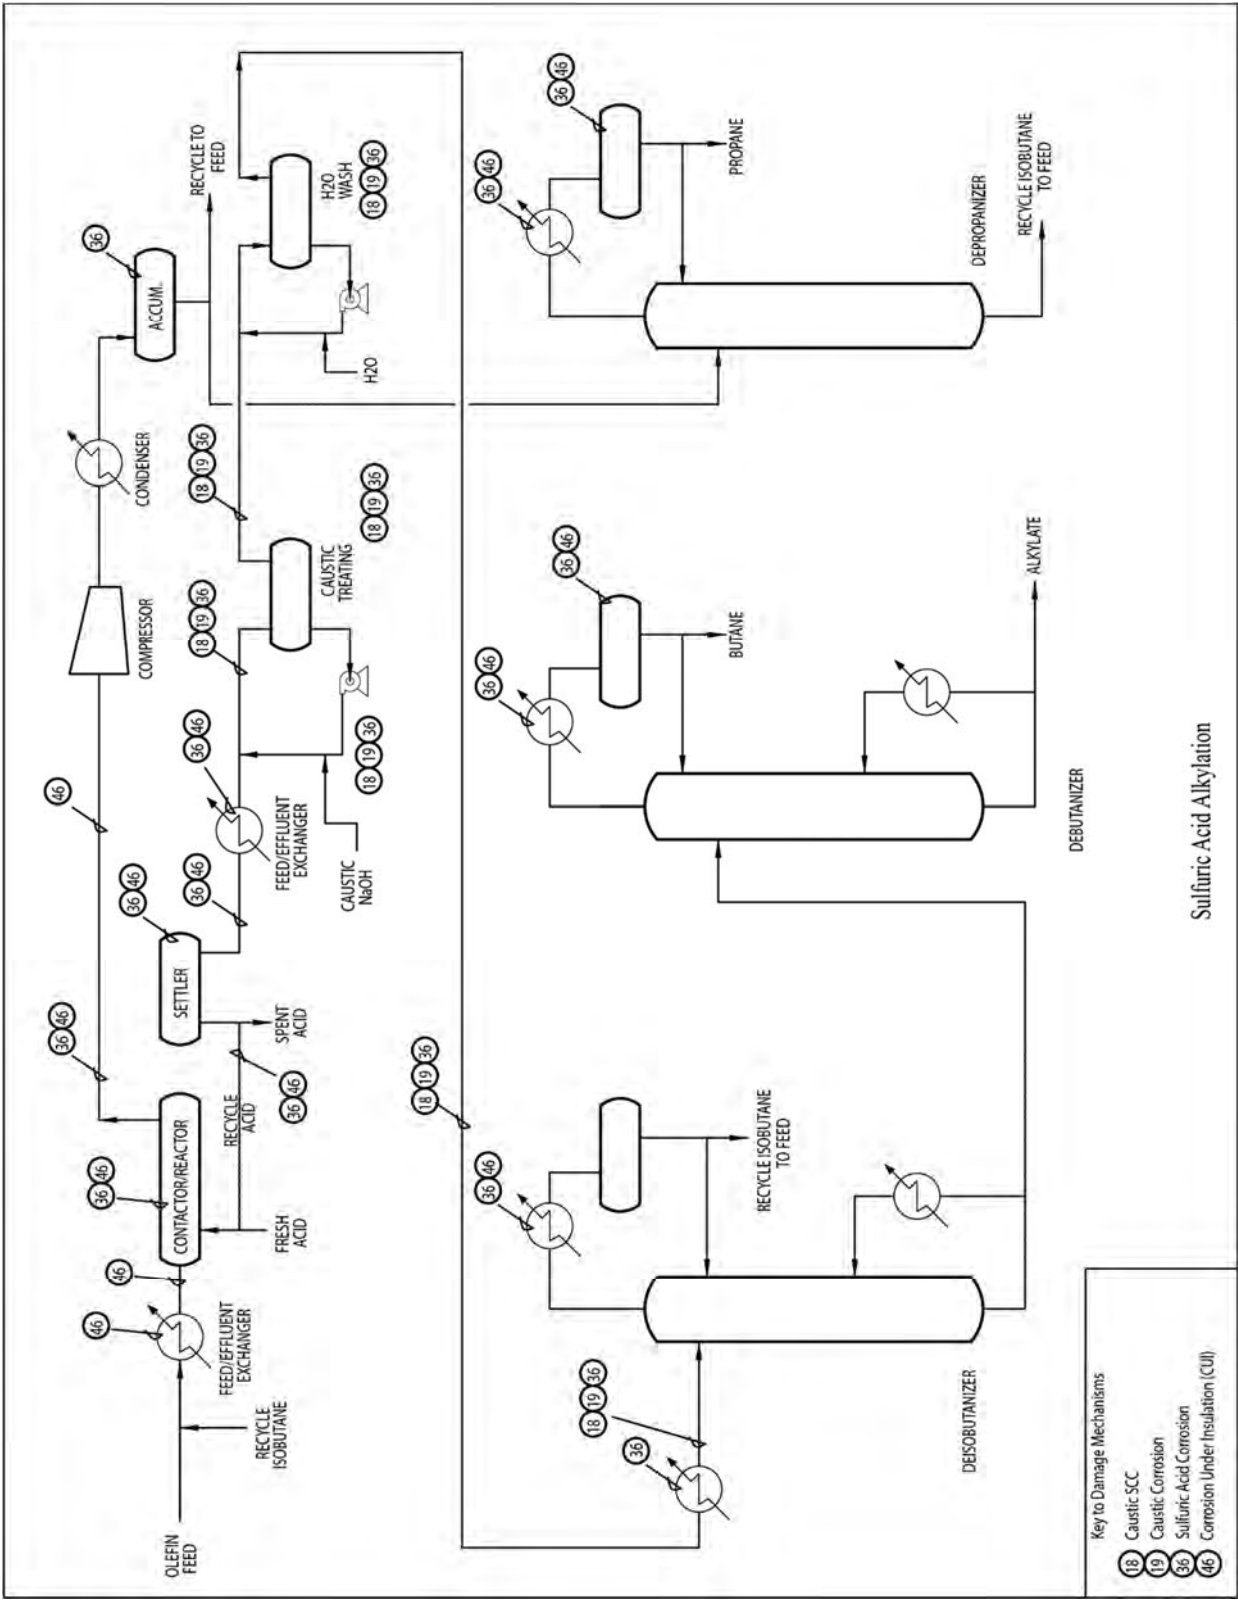 36
ACCUM.
RECYCLE TO
FEED
CONDENSER
COMPRESSOR
46
36 46
36 46
CONTACTOR/REACTOR
46
46
FEED/EFFLUENT
EXCHANGER
OLEFIN
FEED
RECYCLE
ISOBUTANE
FRESH
ACID
RECYCLE
ACID
36 46
SPENT
ACID
SETTLER
36 46
36 46
36 46
FEED/EFFLUENT
EXCHANGER
CAUSTIC
NaOH
18 19 36
18 19 36
CAUSTIC
TREATING
18 19 36
18 19 36
H2O
H2O
WASH
18 19 36
18 19 36
36
18 19 36
36 46
RECYCLE ISOBUTANE
TO FEED
DEISOBUTANIZER
36 46
36 46
BUTANE
ALKYLATE
DEBUTANIZER
36 46
36 46
PROPANE
DEPROPANIZER
RECYCLE ISOBUTANE
TO FEED
Key to Damage Mechanisms
18 Caustic SCC
19 Caustic Corrosion
36 Sulfuric Acid Corrosion
46 Corrosion Under Insulation (CUI)
Sulfuric Acid Alkylation